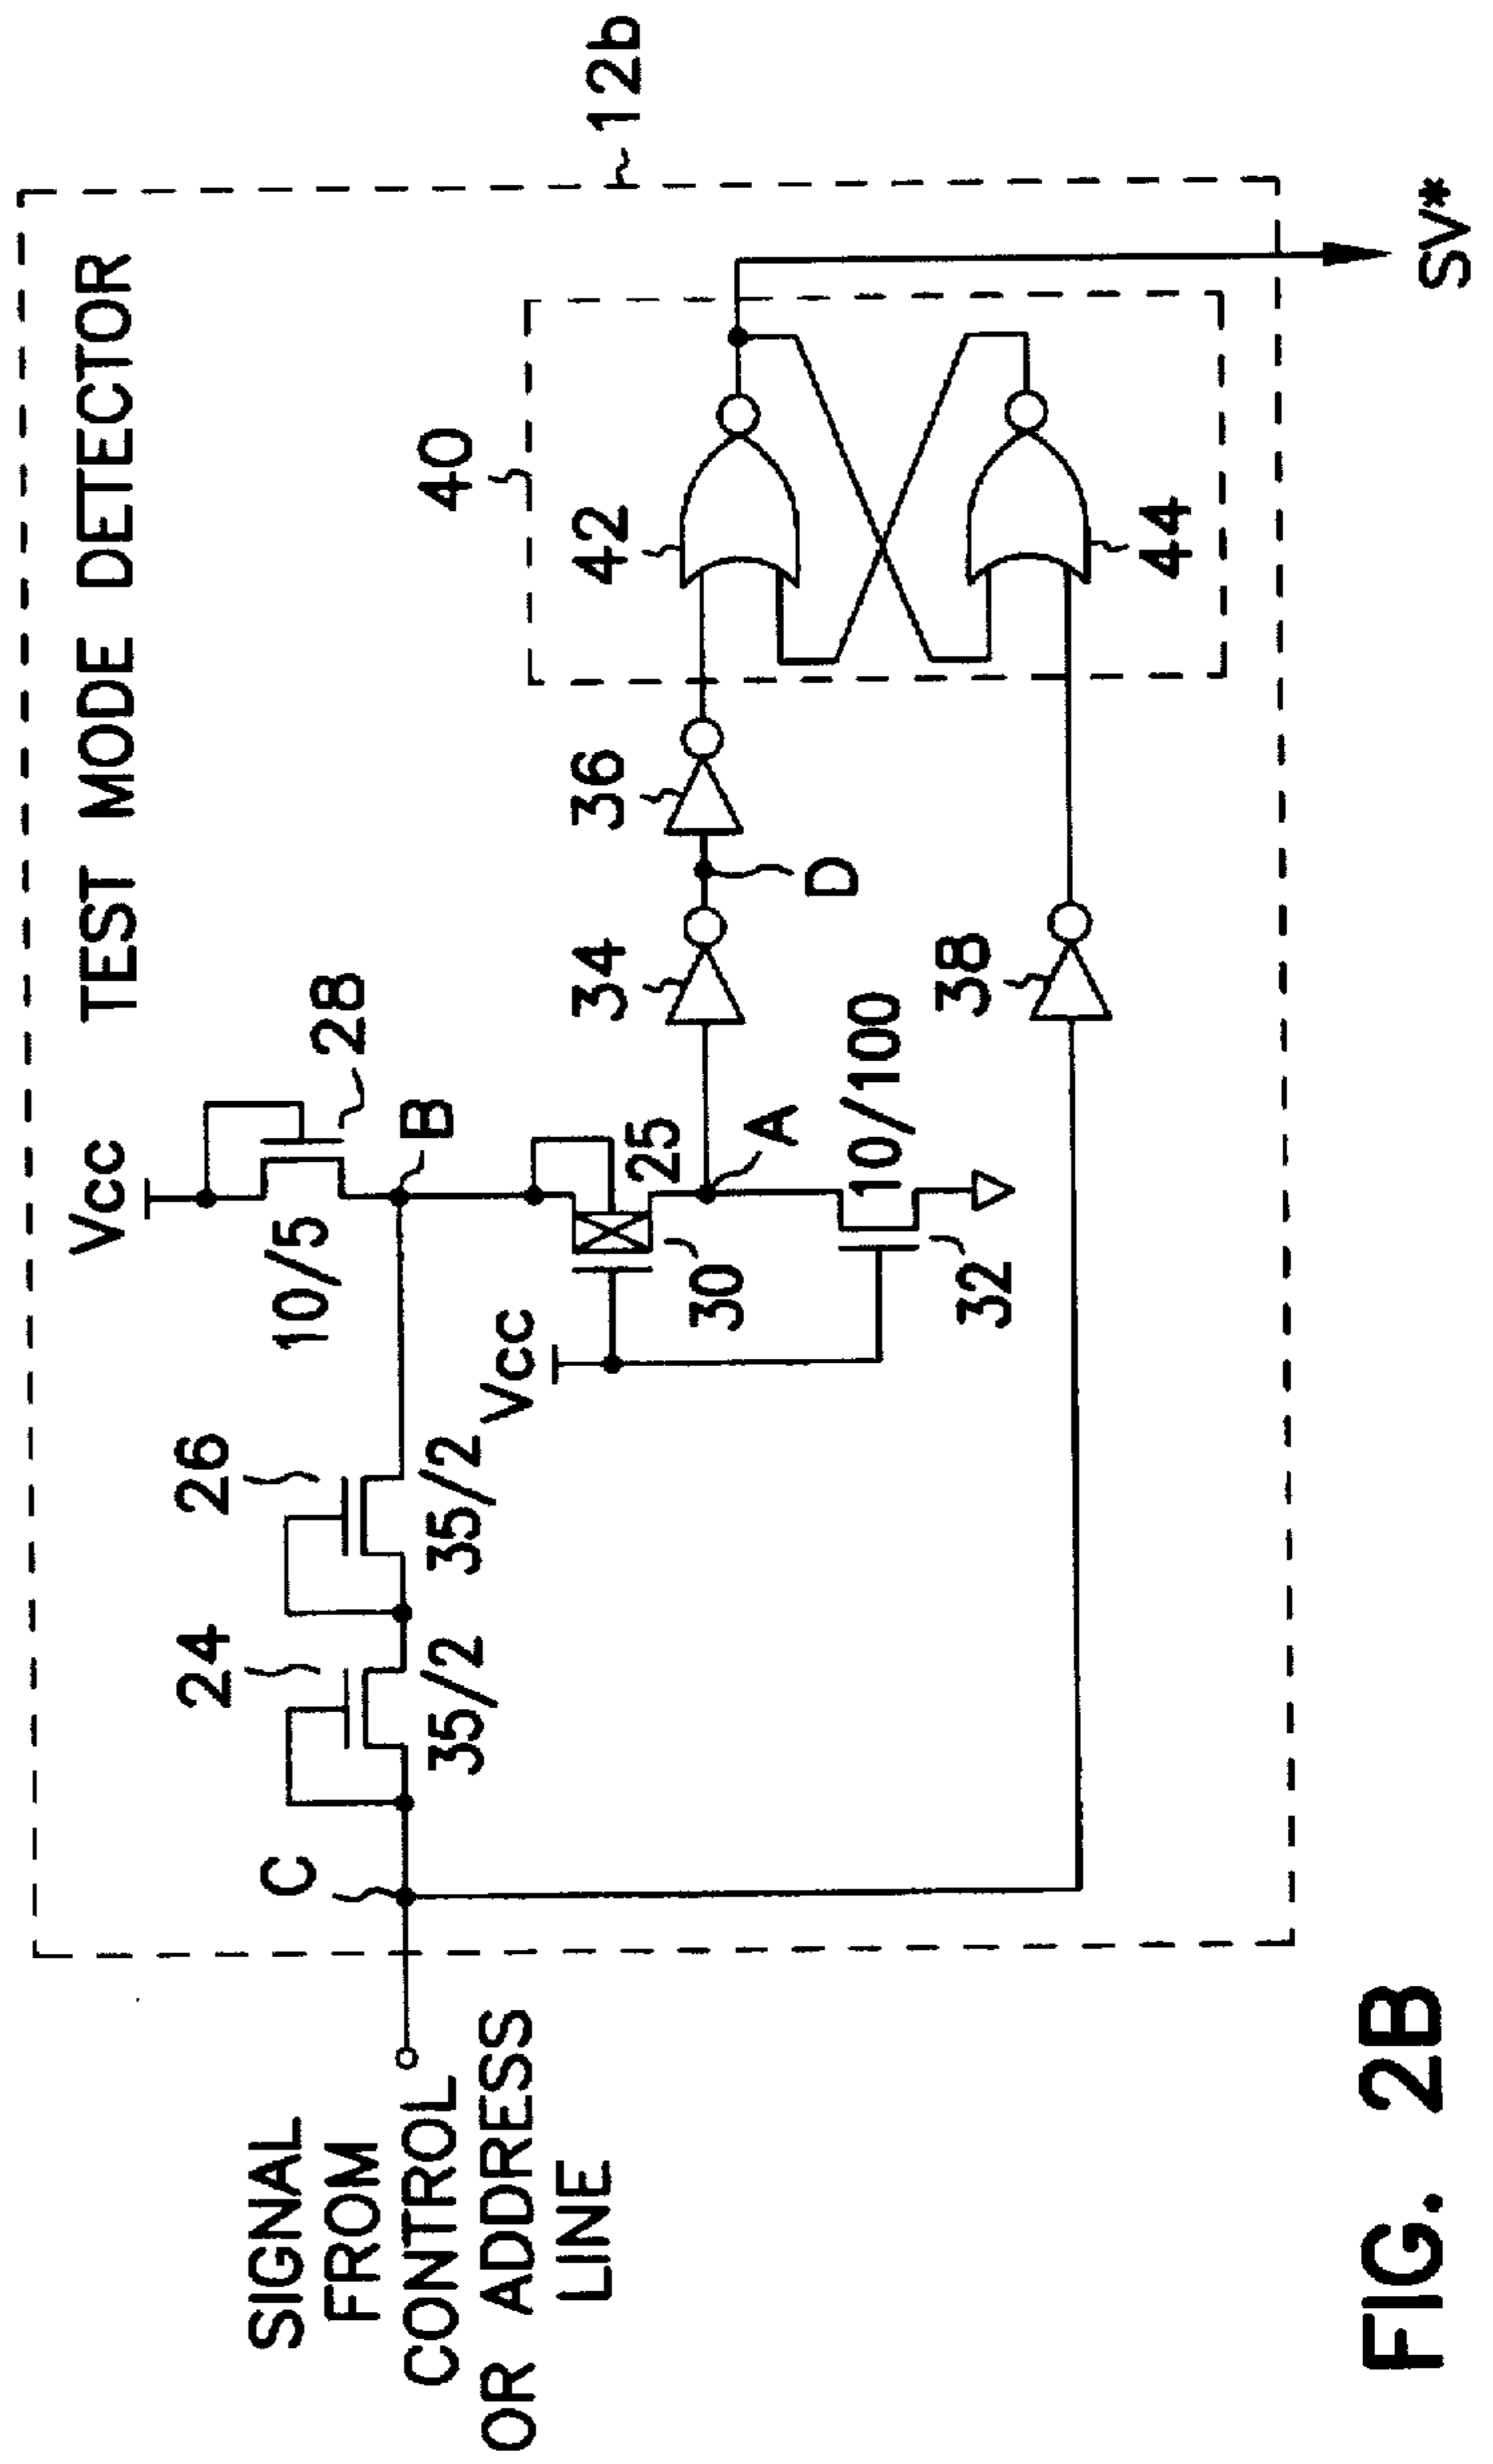 TEST MODE DETECTOR
12b
Vcc
28
10/5
B
26
24
35/2
35/2
C
SIGNAL
FROM
CONTROL
OR ADDRESS
LINE
Vcc
30
25
A
10/100
32
34
D
36
38
40
42
44
SV*
FIG. 2B